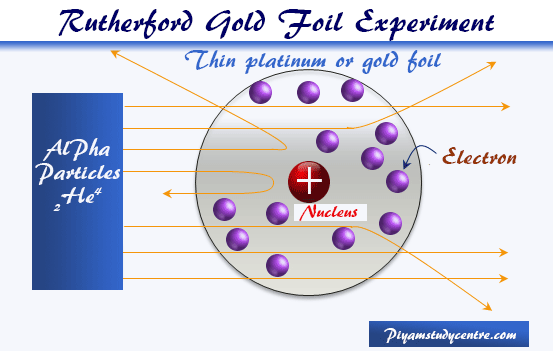 Rutherford Gold Foil Experiment
Thin platinum or gold foil
AlPha
Particles
₂He⁴
Electron
+
Nucleus
Piyamstudycentre.com